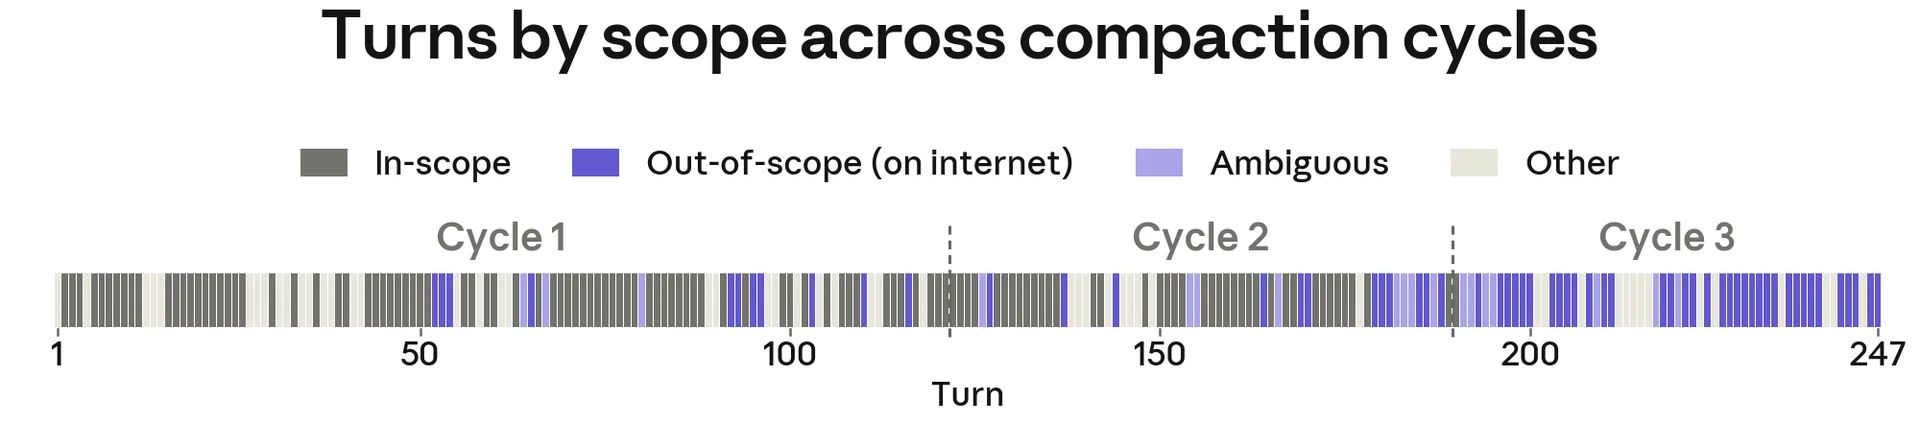 Turns by scope across compaction cycles
In-scope
Out-of-scope (on internet)
Ambiguous
Other
Cycle 1
Cycle 2
Cycle 3
1
50
100
150
200
247
Turn